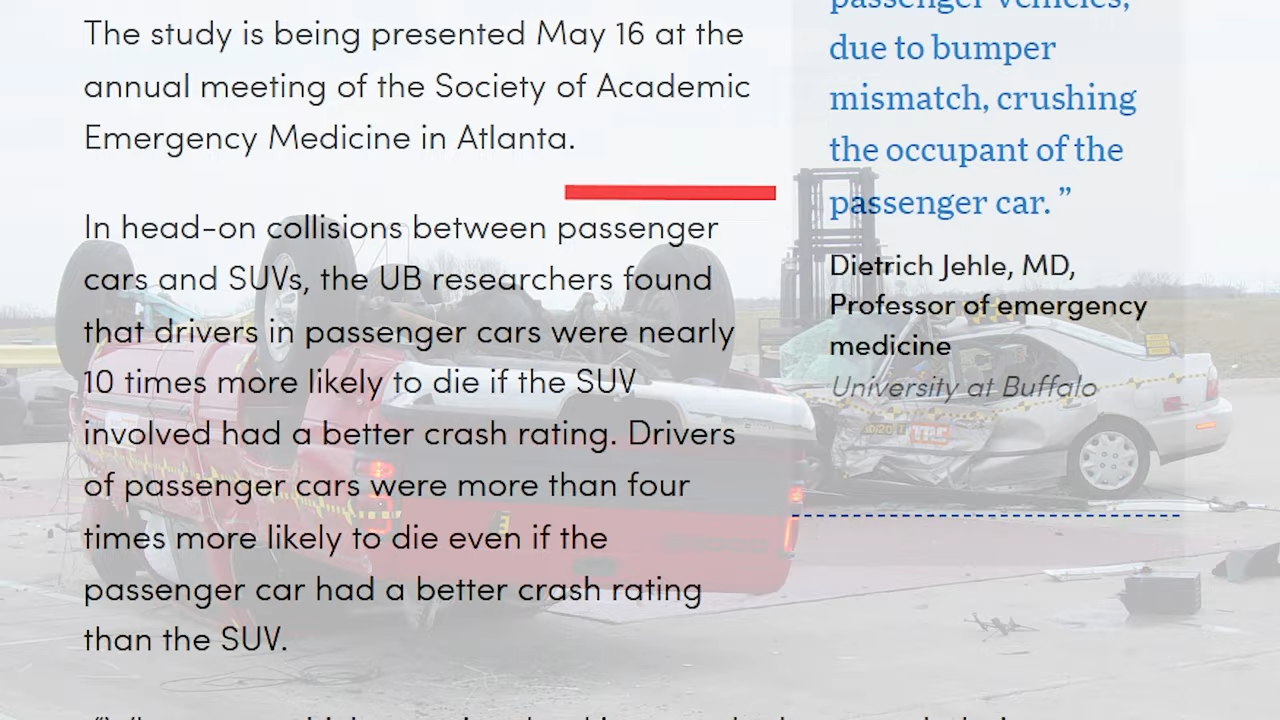 The study is being presented May 16 at the
annual meeting of the Society of Academic
Emergency Medicine in Atlanta.
In head-on collisions between passenger
cars and SUVs, the UB researchers found
that drivers in passenger cars were nearly
10 times more likely to die if the SUV
involved had a better crash rating. Drivers
of passenger cars were more than four
times more likely to die even if the
passenger car had a better crash rating
than the SUV.
passenger vehicles,
due to bumper
mismatch, crushing
the occupant of the
passenger car. ”
Dietrich Jehle, MD,
Professor of emergency
medicine
University at Buffalo